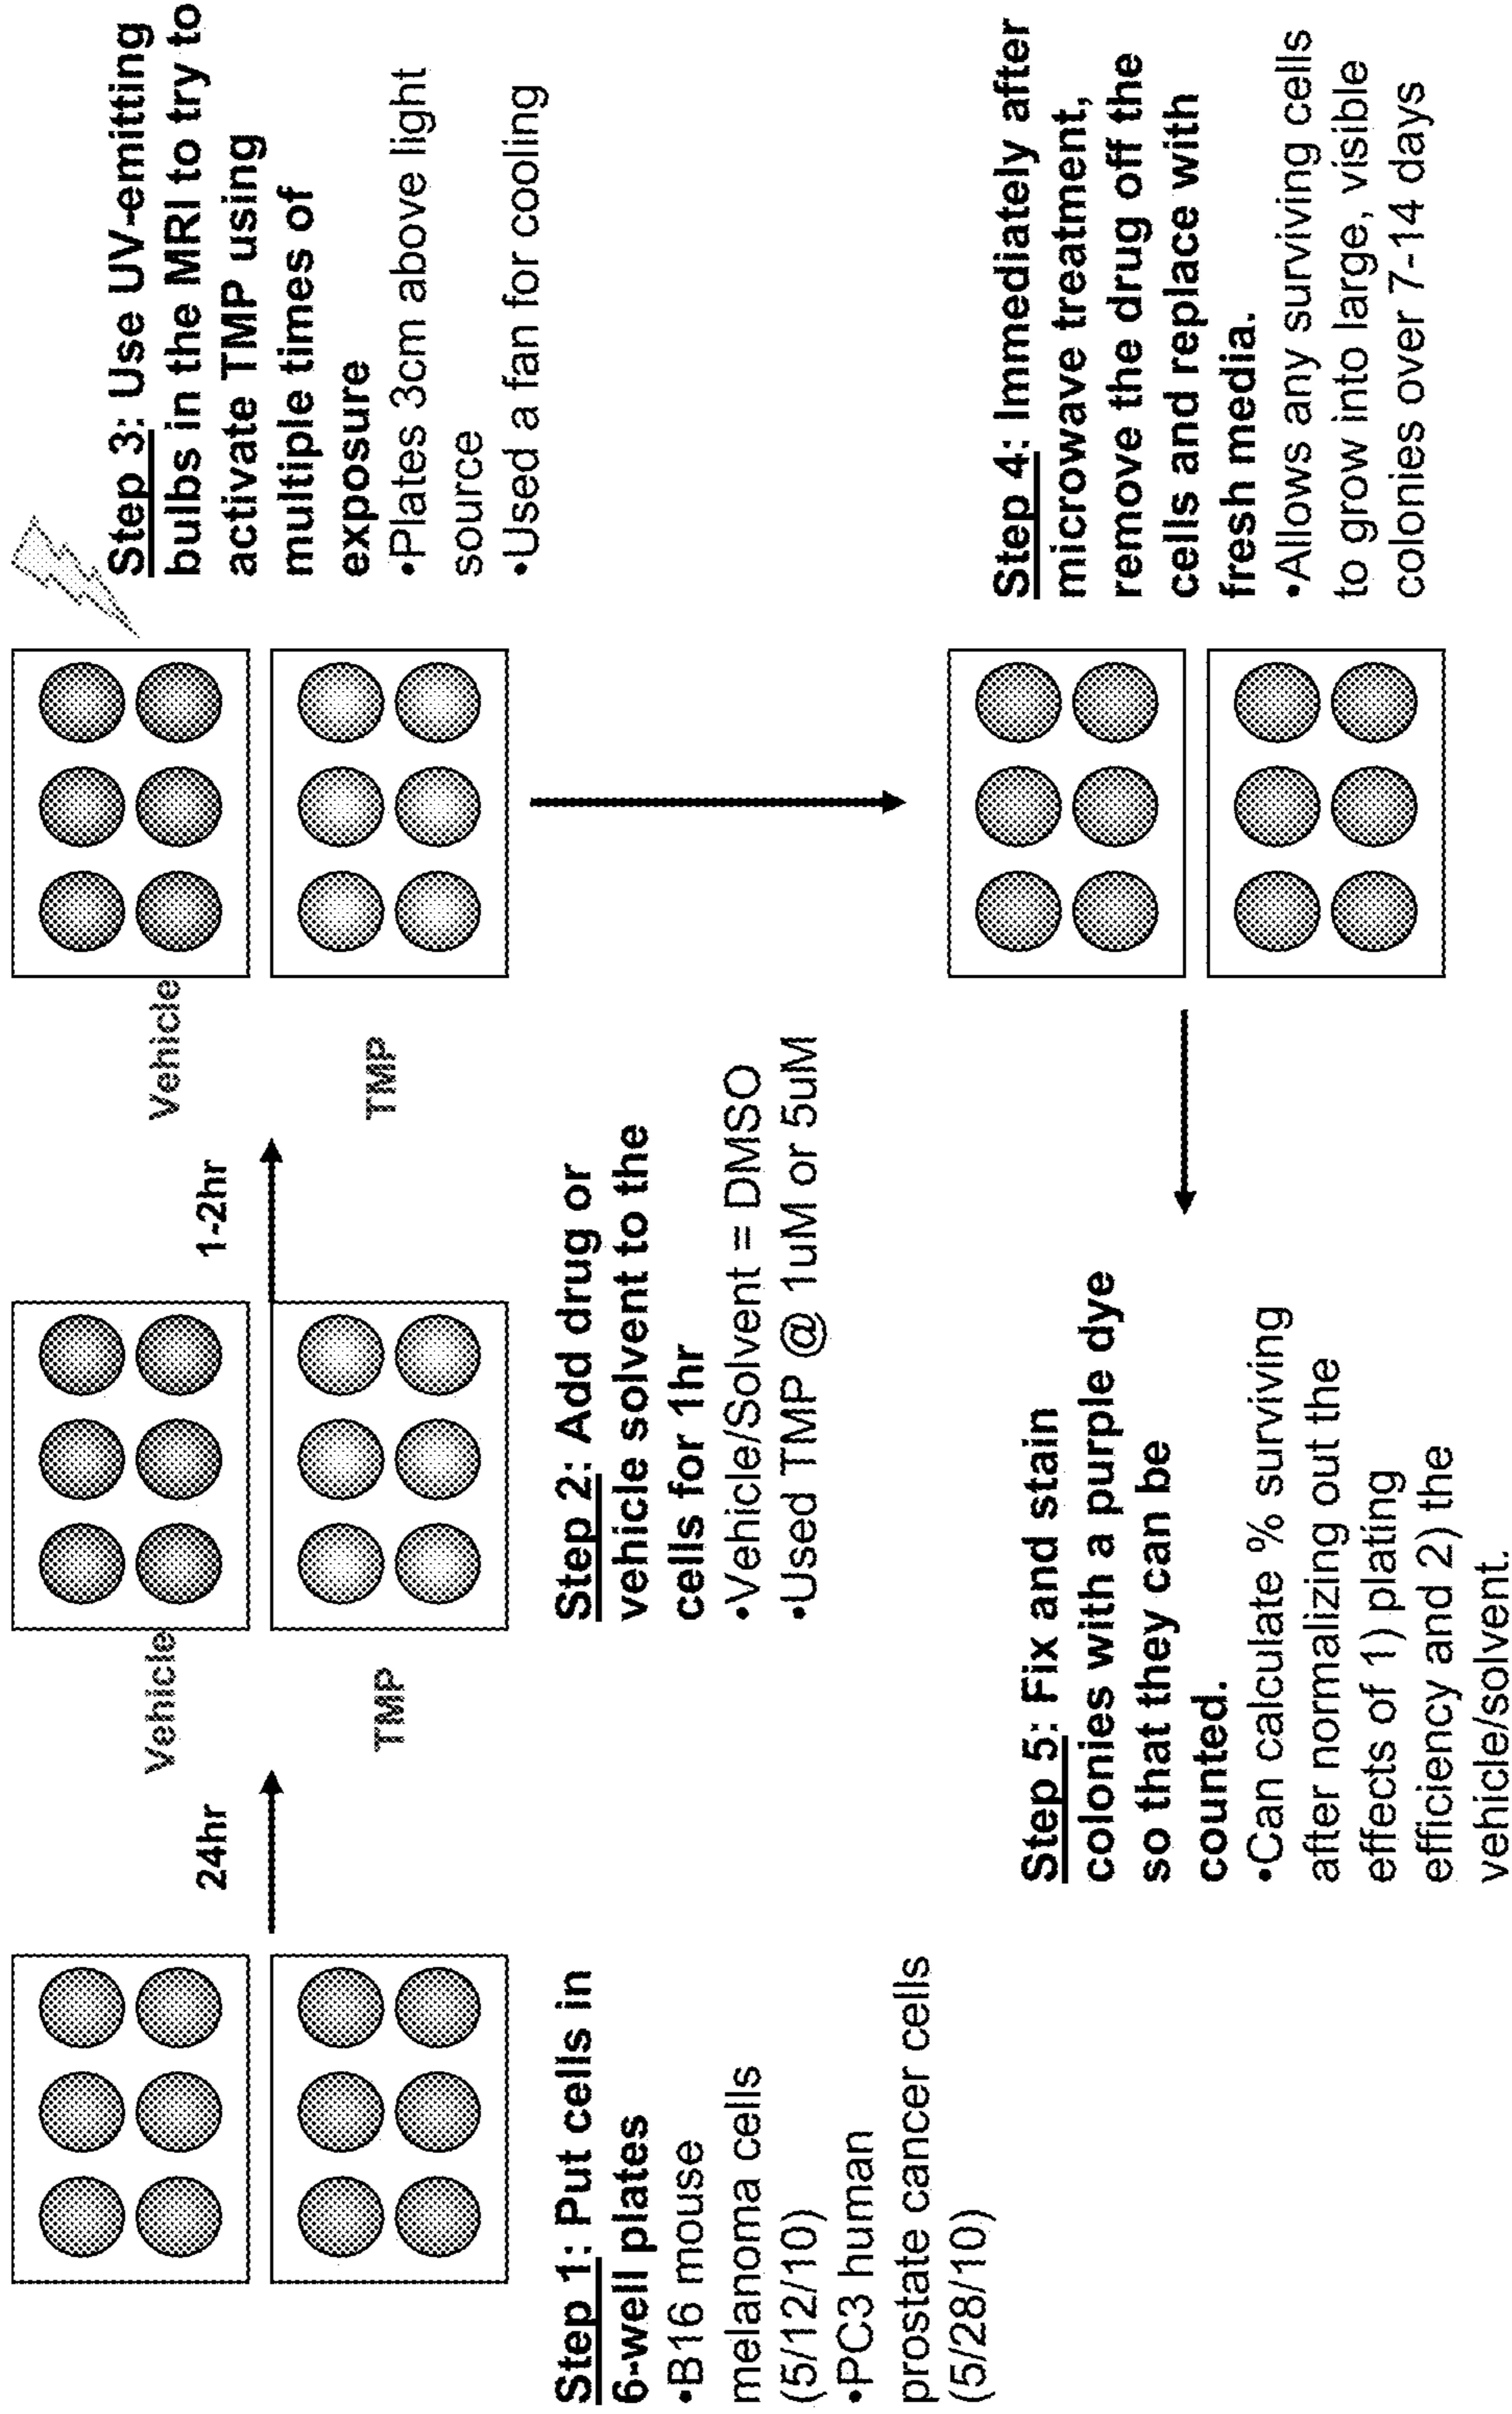 24hr
Vehicle
TMP
1-2hr
Vehicle
TMP
Step 1: Put cells in
6-well plates
•B16 mouse
melanoma cells
(5/12/10)
•PC3 human
prostate cancer cells
(5/28/10)
Step 2: Add drug or
vehicle solvent to the
cells for 1hr
•Vehicle/Solvent = DMSO
•Used TMP @ 1uM or 5uM
Step 3: Use UV-emitting
bulbs in the MRI to try to
activate TMP using
multiple times of
exposure
•Plates 3cm above light
source
•Used a fan for cooling
Step 4: Immediately after
microwave treatment,
remove the drug off the
cells and replace with
fresh media.
•Allows any surviving cells
to grow into large, visible
colonies over 7-14 days
Step 5: Fix and stain
colonies with a purple dye
so that they can be
counted.
•Can calculate % surviving
after normalizing out the
effects of 1) plating
efficiency and 2) the
vehicle/solvent.